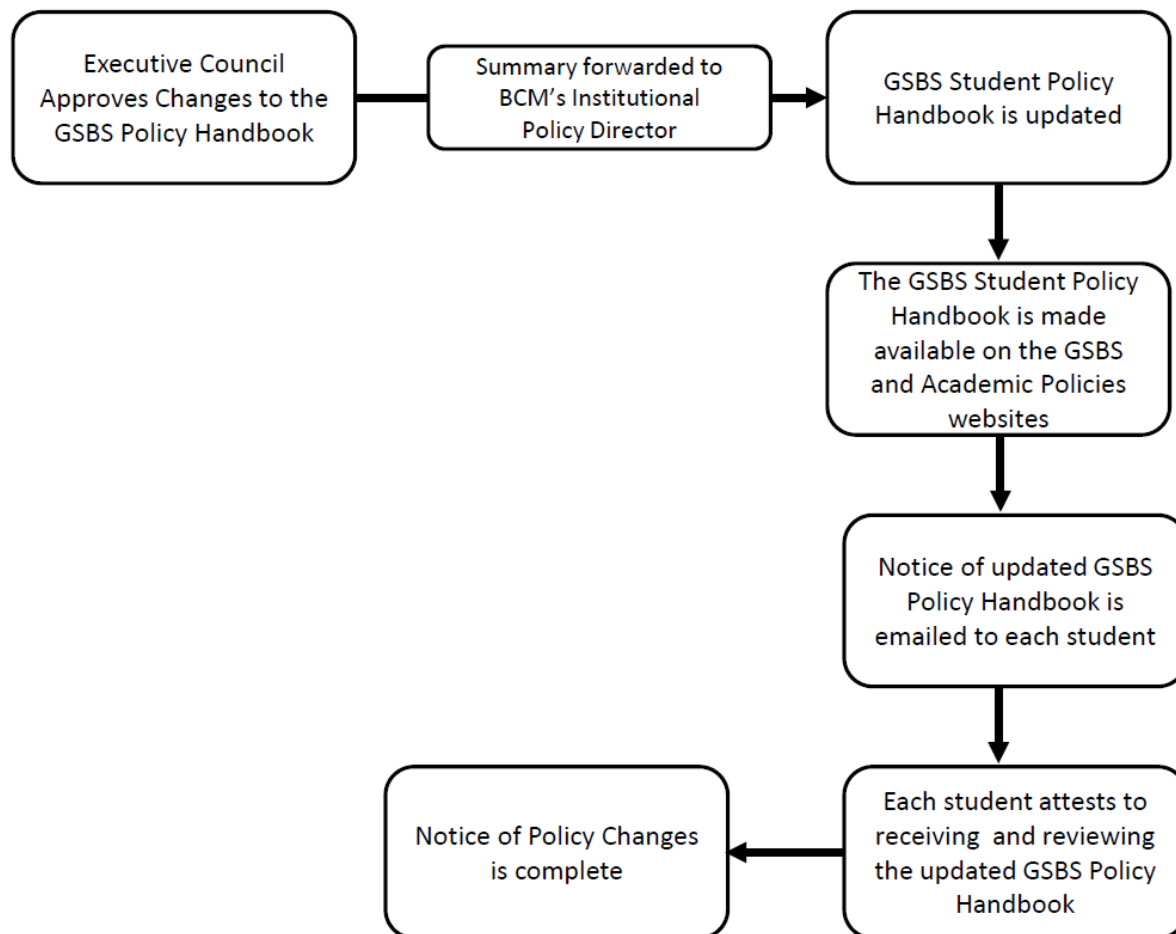 Executive Council
Approves Changes to the
GSBS Policy Handbook
Summary forwarded to
BCM’s Institutional
Policy Director
GSBS Student Policy
Handbook is updated
The GSBS Student Policy
Handbook is made
available on the GSBS
and Academic Policies
websites
Notice of updated GSBS
Policy Handbook is
emailed to each student
Each student attests to
receiving  and reviewing
the updated GSBS Policy
Handbook
Notice of Policy Changes
is complete